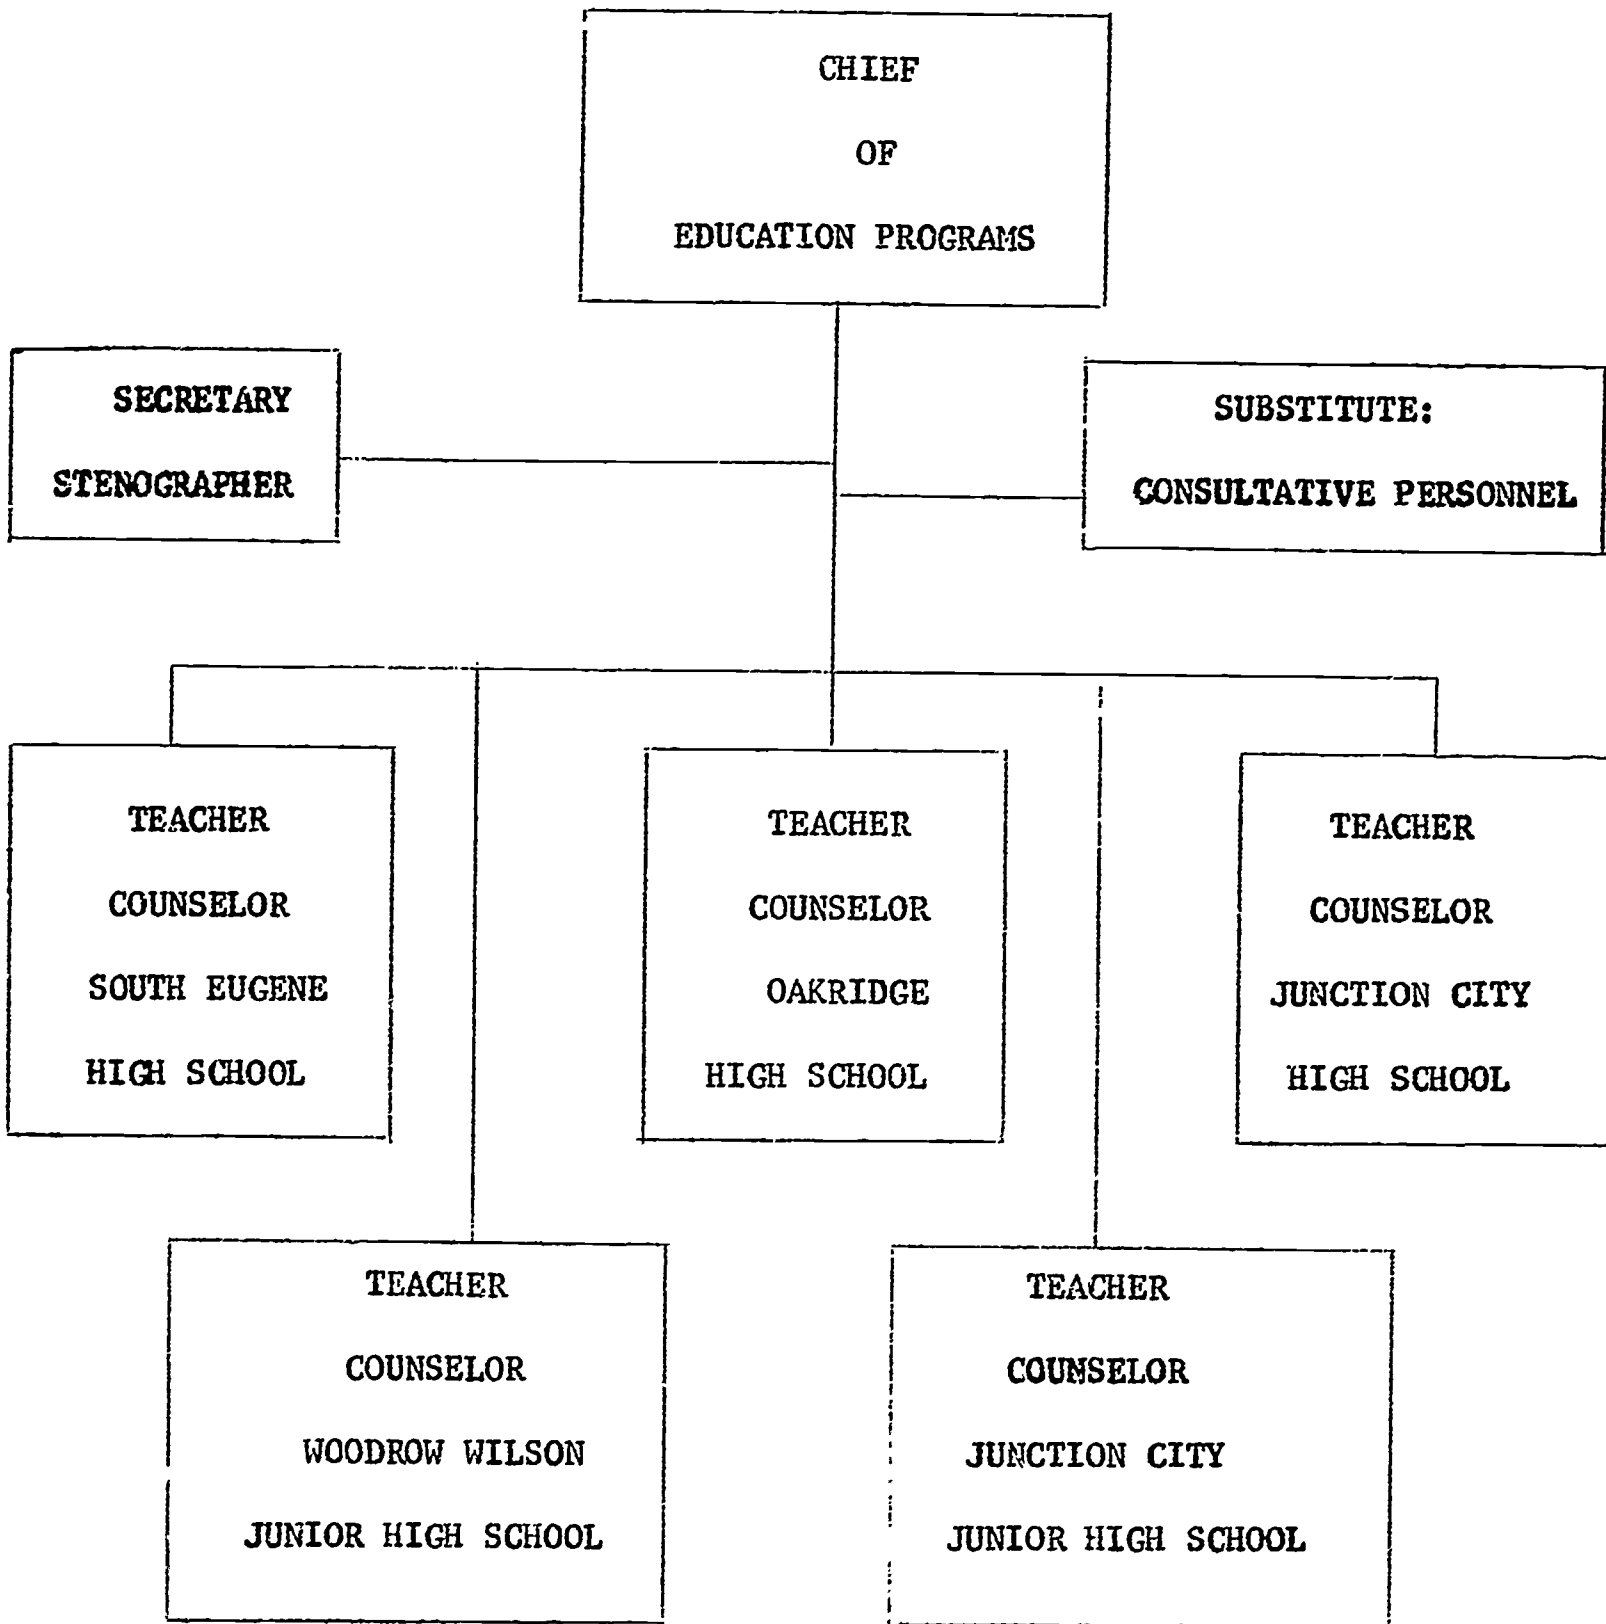 CHIEF
OF
EDUCATION PROGRAMS
SECRETARY
STENOGRAPHER
SUBSTITUTE:
CONSULTATIVE PERSONNEL
TEACHER
COUNSELOR
SOUTH EUGENE
HIGH SCHOOL
TEACHER
COUNSELOR
OAKRIDGE
HIGH SCHOOL
TEACHER
COUNSELOR
JUNCTION CITY
HIGH SCHOOL
TEACHER
COUNSELOR
WOODROW WILSON
JUNIOR HIGH SCHOOL
TEACHER
COUNSELOR
JUNCTION CITY
JUNIOR HIGH SCHOOL